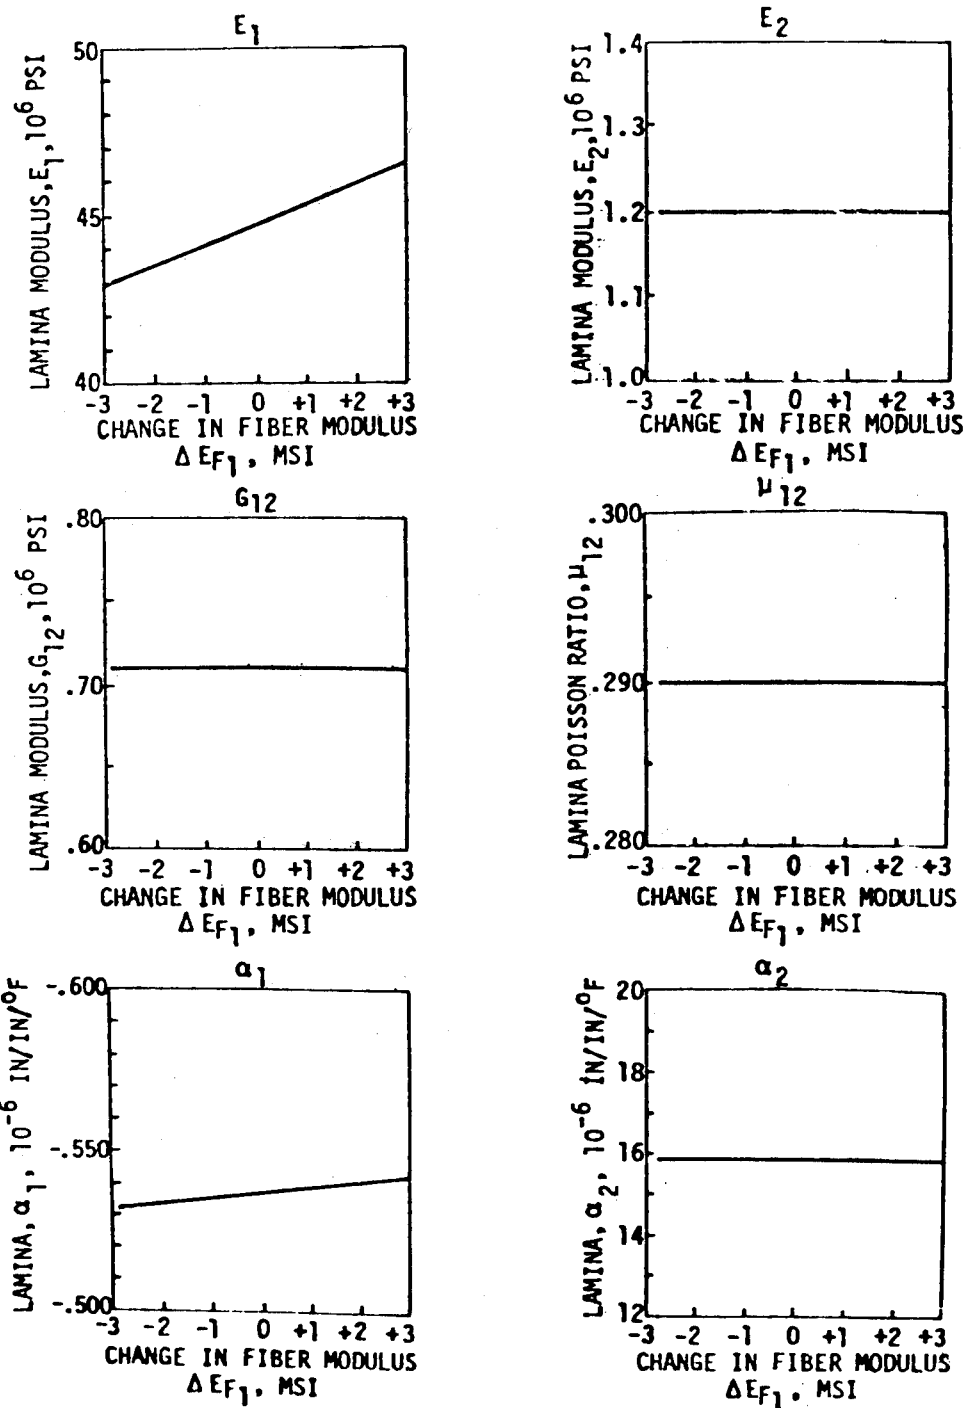 E1
50
45
40
LAMINA MODULUS, E1, 10^6 PSI
-3 -2 -1 0 +1 +2 +3
CHANGE IN FIBER MODULUS
Δ EF1, MSI
E2
1.4
1.3
1.2
1.1
1.0
LAMINA MODULUS, E2, 10^6 PSI
-3 -2 -1 0 +1 +2 +3
CHANGE IN FIBER MODULUS
Δ EF1, MSI
G12
.80
.70
.60
LAMINA MODULUS, G12, 10^6 PSI
-3 -2 -1 0 +1 +2 +3
CHANGE IN FIBER MODULUS
Δ EF1, MSI
μ12
.300
.290
.280
LAMINA POISSON RATIO, μ12
-3 -2 -1 0 +1 +2 +3
CHANGE IN FIBER MODULUS
Δ EF1, MSI
α1
-.600
-.550
-.500
LAMINA, α1, 10^-6 IN/IN/°F
-3 -2 -1 0 +1 +2 +3
CHANGE IN FIBER MODULUS
Δ EF1, MSI
α2
20
18
16
14
12
LAMINA, α2, 10^-6 IN/IN/°F
-3 -2 -1 0 +1 +2 +3
CHANGE IN FIBER MODULUS
Δ EF1, MSI